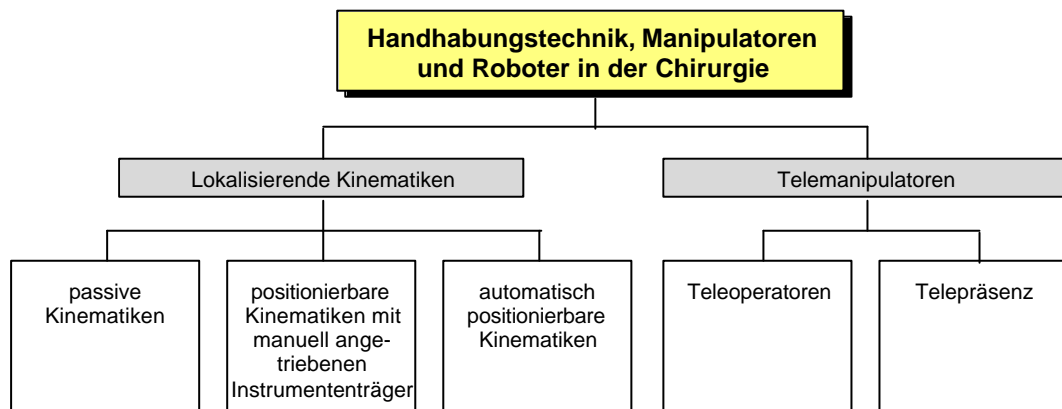 Handhabungstechnik, Manipulatoren
und Roboter in der Chirurgie
Lokalisierende Kinematiken
Telemanipulatoren
passive
Kinematiken
positionierbare
Kinematiken mit
manuell ange-
triebenen
Instrumententräger
automatisch
positionierbare
Kinematiken
Teleoperatoren
Telepräsenz